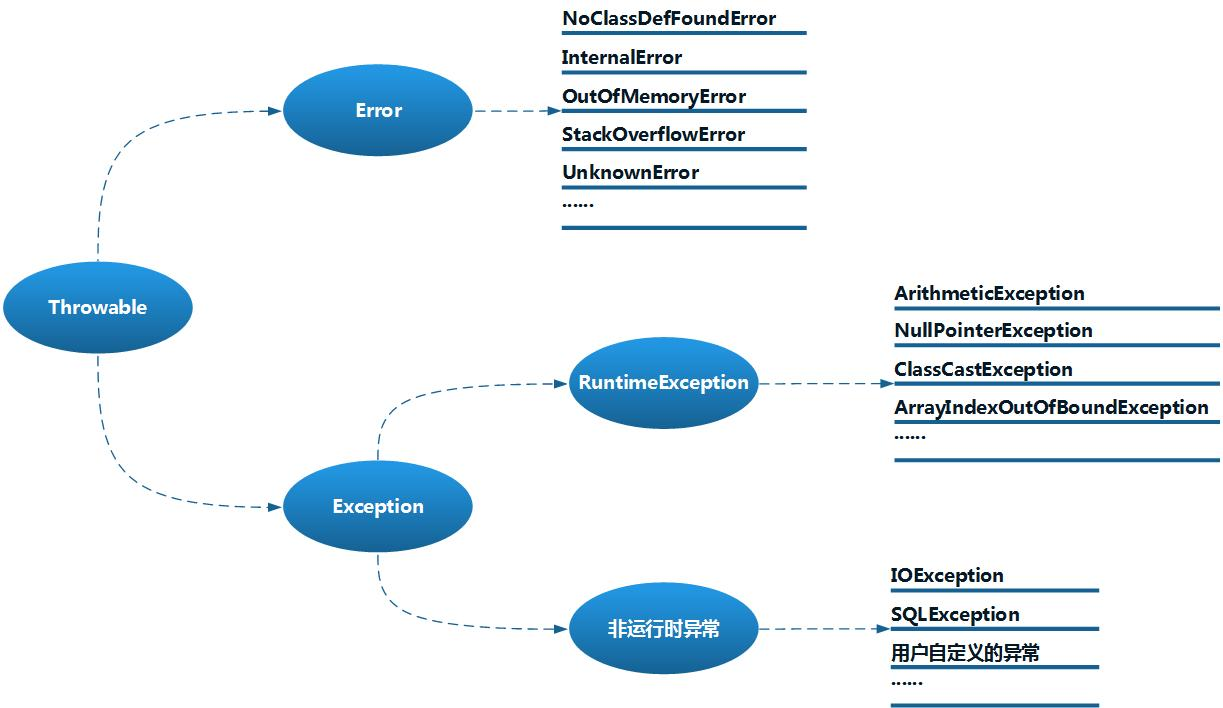 NoClassDefFoundError
InternalError
OutOfMemoryError
StackOverflowError
UnknownError
......
Error
Throwable
ArithmeticException
NullPointerException
ClassCastException
ArrayIndexOutOfBoundException
......
RuntimeException
Exception
IOException
SQLException
用户自定义的异常
......
非运行时异常